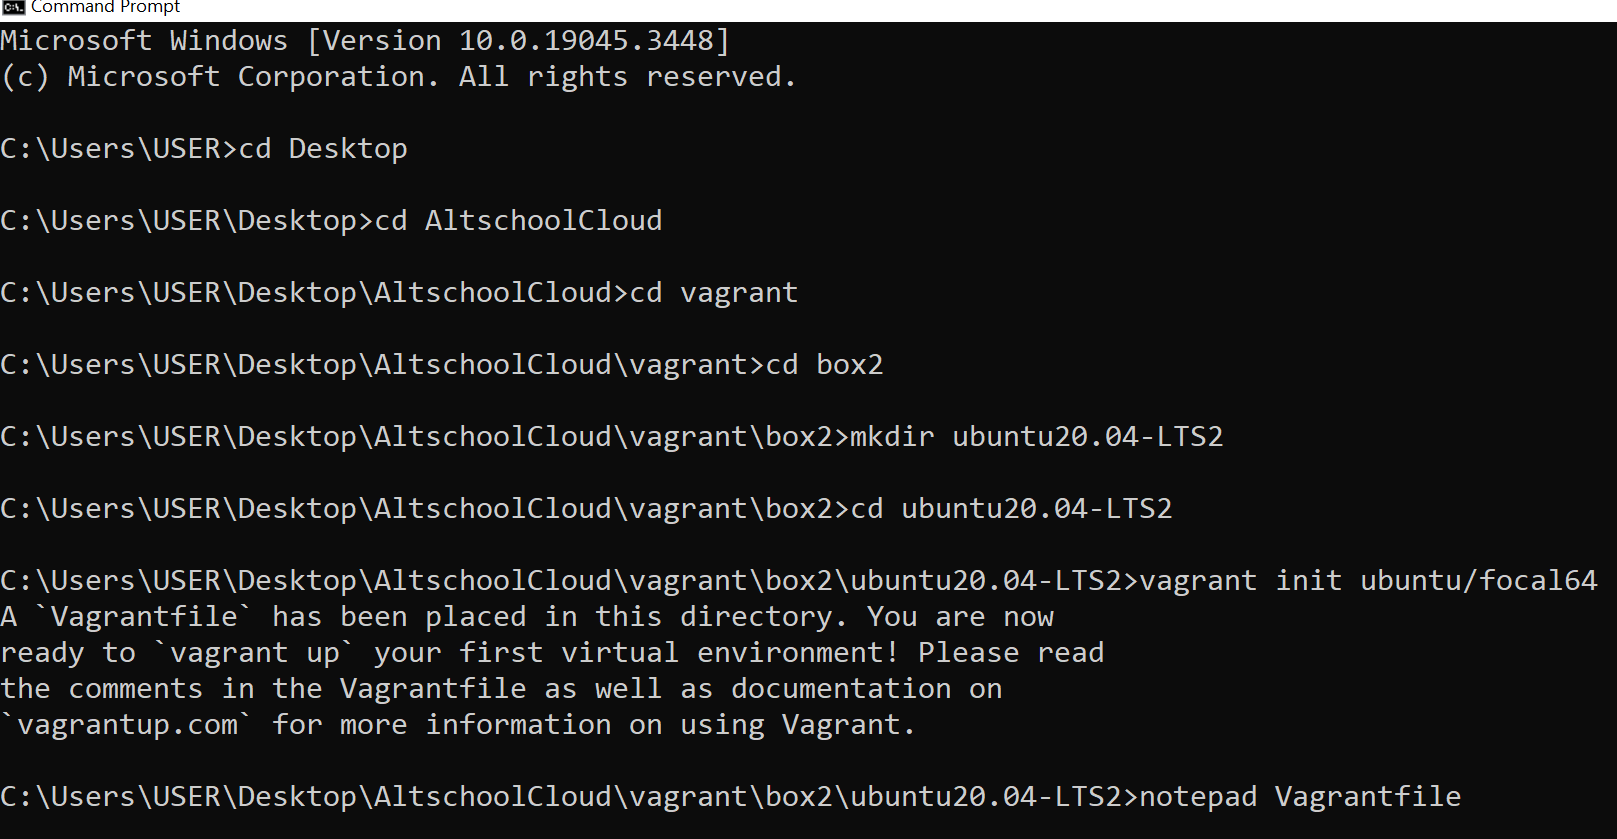 Command Prompt
Microsoft Windows [Version 10.0.19045.3448]
(c) Microsoft Corporation. All rights reserved.
C:\Users\USER>cd Desktop
C:\Users\USER\Desktop>cd AltschoolCloud
C:\Users\USER\Desktop\AltschoolCloud>cd vagrant
C:\Users\USER\Desktop\AltschoolCloud\vagrant>cd box2
C:\Users\USER\Desktop\AltschoolCloud\vagrant\box2>mkdir ubuntu20.04-LTS2
C:\Users\USER\Desktop\AltschoolCloud\vagrant\box2>cd ubuntu20.04-LTS2
C:\Users\USER\Desktop\AltschoolCloud\vagrant\box2\ubuntu20.04-LTS2>vagrant init ubuntu/focal64
A `Vagrantfile` has been placed in this directory. You are now
ready to `vagrant up` your first virtual environment! Please read
the comments in the Vagrantfile as well as documentation on
`vagrantup.com` for more information on using Vagrant.
C:\Users\USER\Desktop\AltschoolCloud\vagrant\box2\ubuntu20.04-LTS2>notepad Vagrantfile